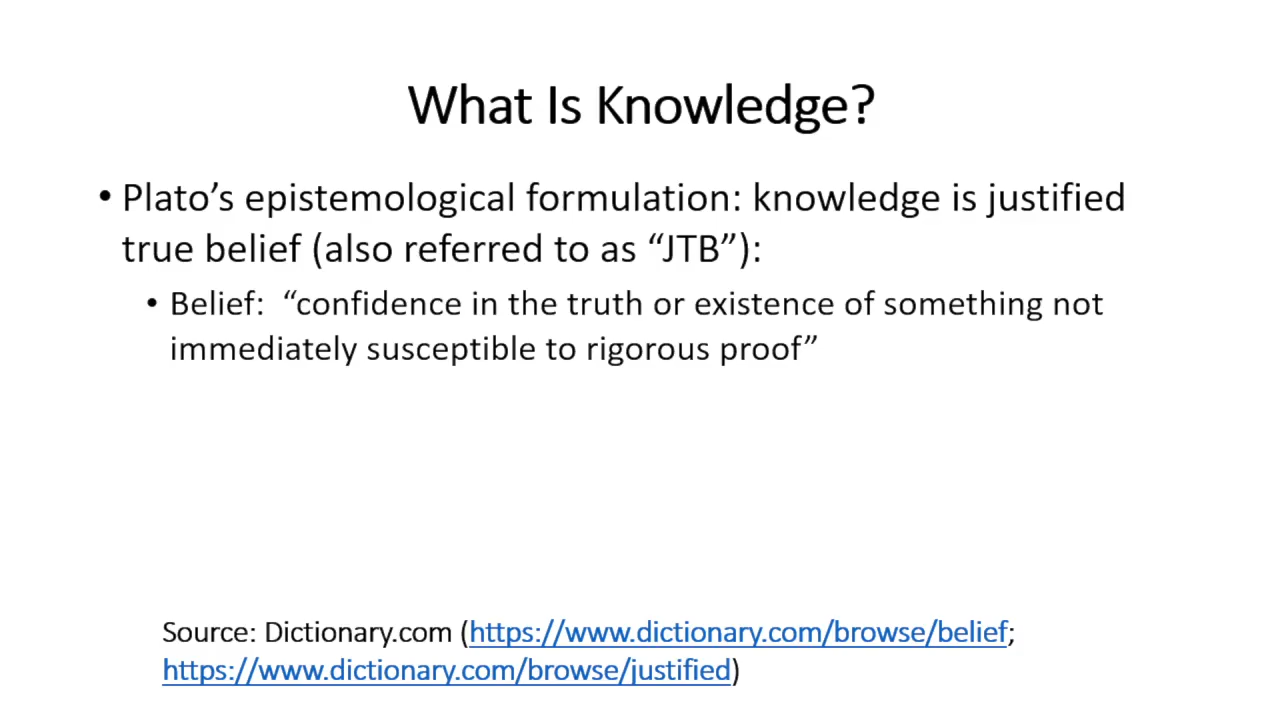 What Is Knowledge?
• Plato’s epistemological formulation: knowledge is justified
true belief (also referred to as “JTB”):
• Belief:  “confidence in the truth or existence of something not
immediately susceptible to rigorous proof”
Source: Dictionary.com (https://www.dictionary.com/browse/belief;
https://www.dictionary.com/browse/justified)